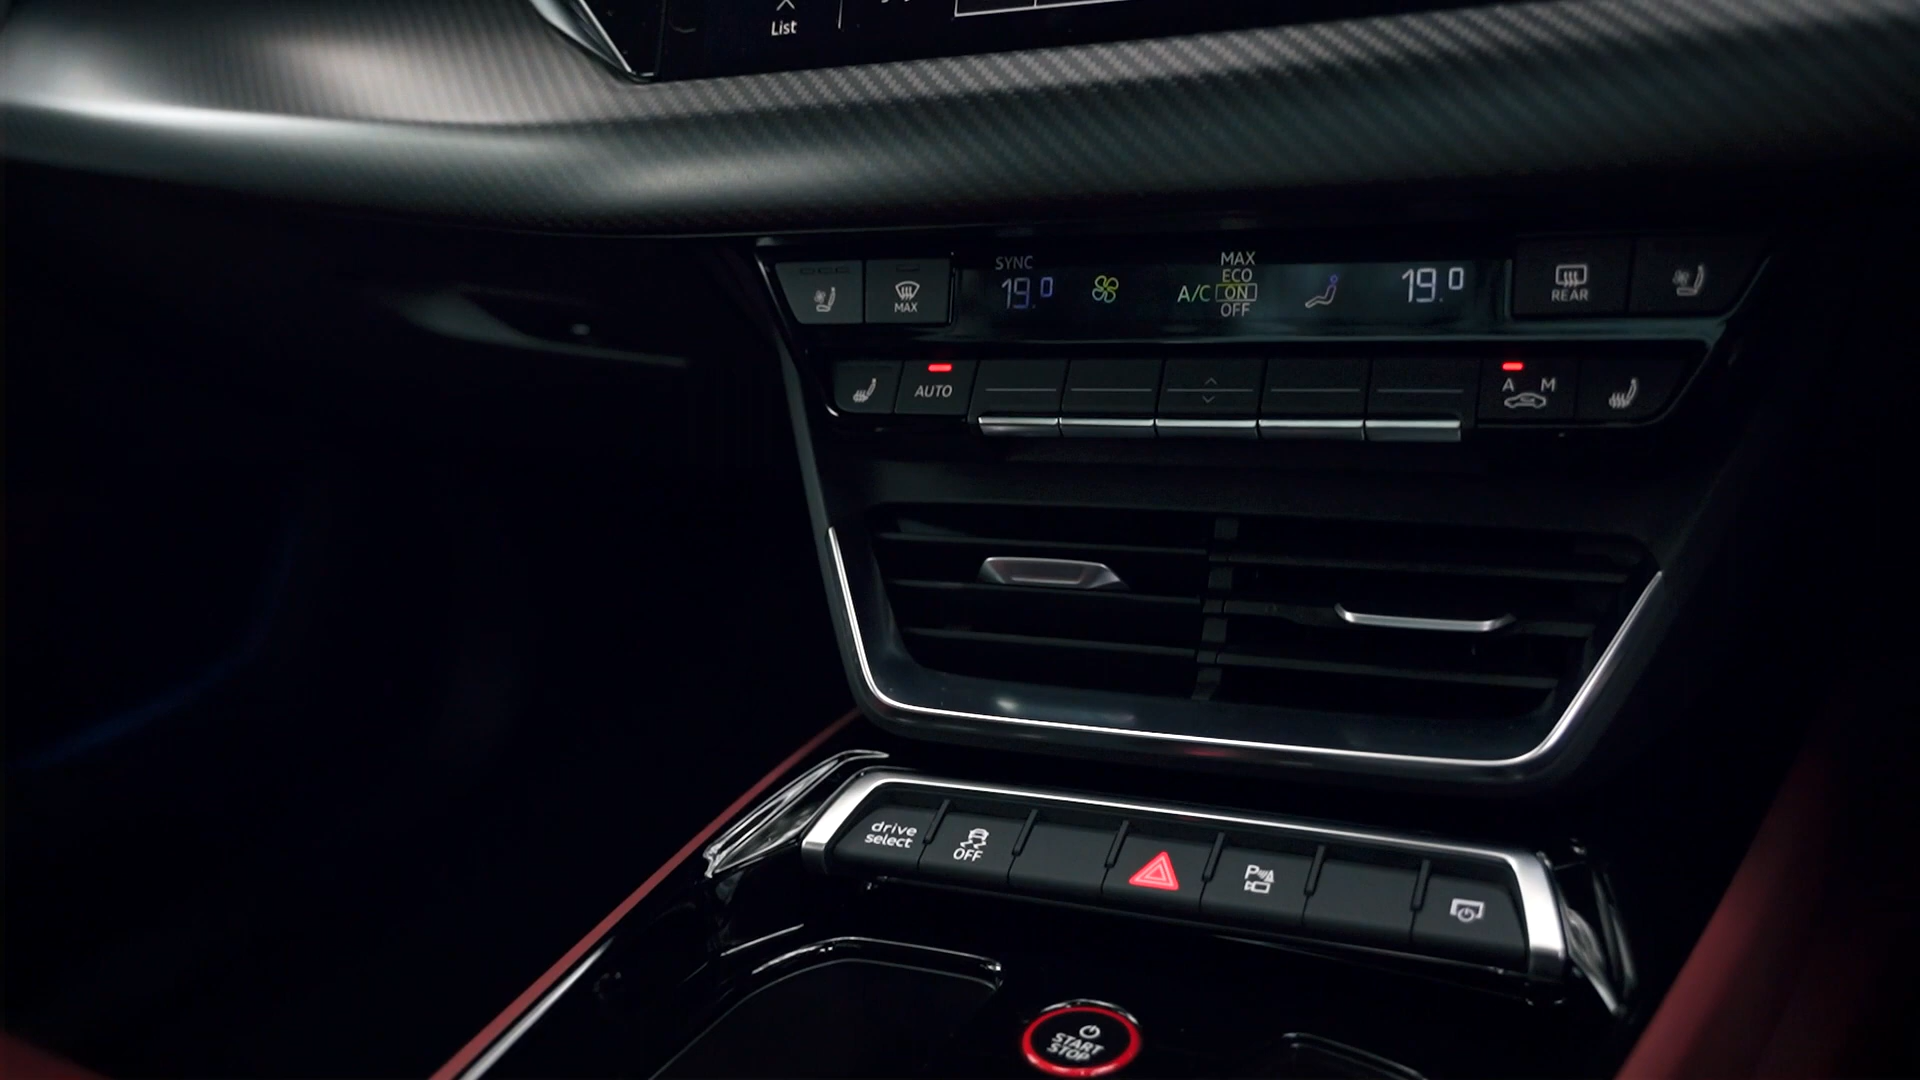 List
SYNC
19.0
A/C
MAX
ECO
ON
OFF
19.0
MAX
REAR
AUTO
A M
drive
select
OFF
P
START
STOP